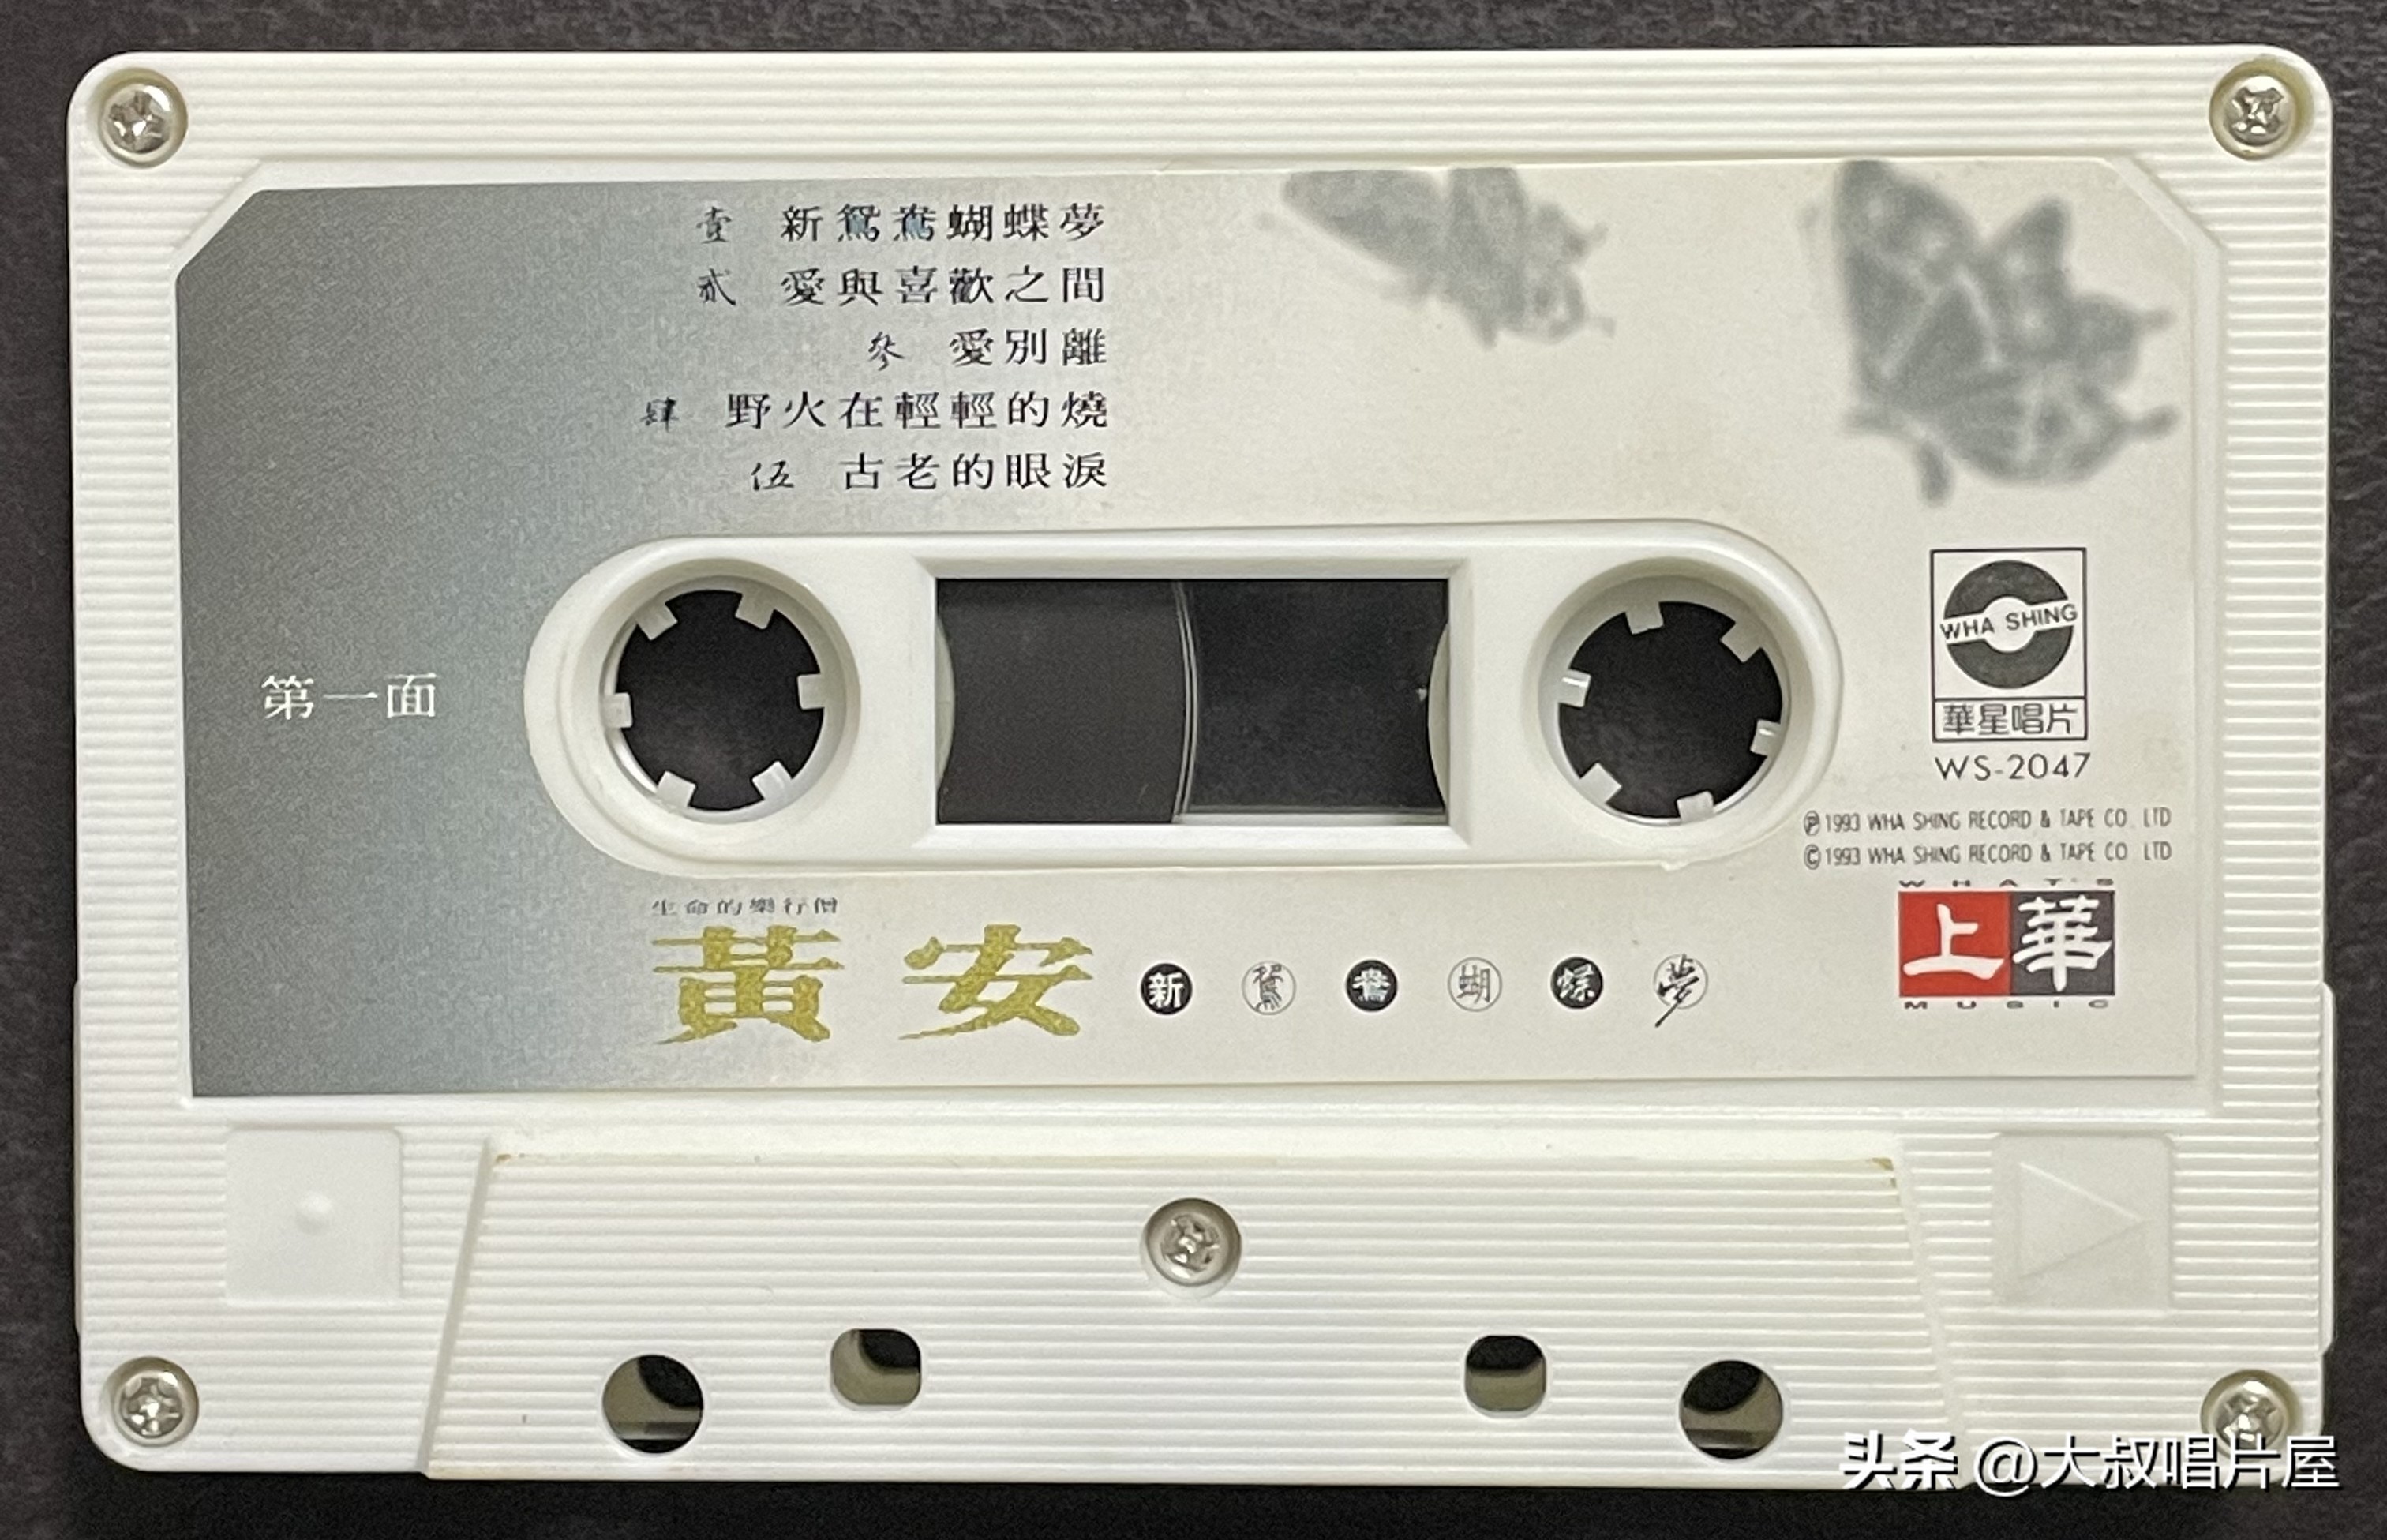 壹 新鴛鴦蝴蝶夢
貳 愛與喜歡之間
參 愛別離
肆 野火在輕輕的燒
伍 古老的眼淚
第一面
WHA SHING
華星唱片
WS-2047
Ⓟ1993 WHA SHING RECORD & TAPE CO. LTD
©1993 WHA SHING RECORD & TAPE CO. LTD
生命的樂行僧
黃安 新鴛鴦蝴蝶夢
WHAT'S
上華
MUSIC
头条 @大叔唱片屋